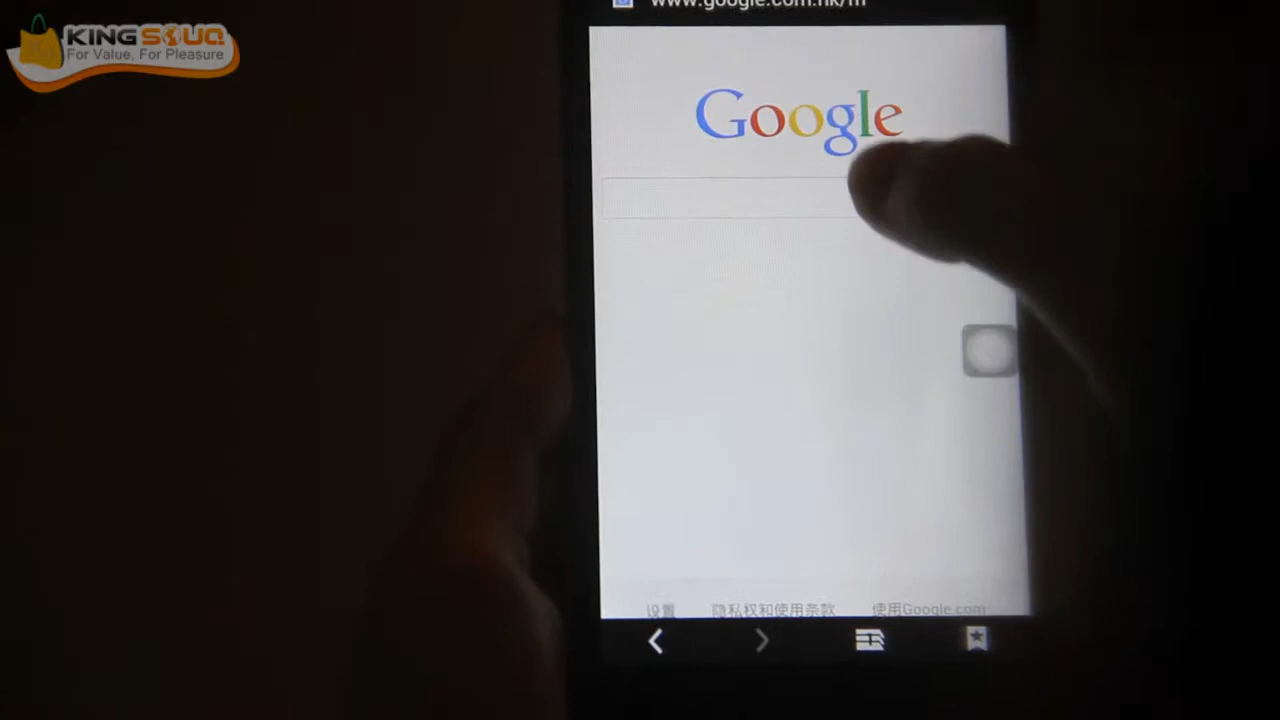 KINGSOUQ
For Value, For Pleasure
www.google.com.hk/m
Google
设置 隐私权和使用条款 使用Google.com